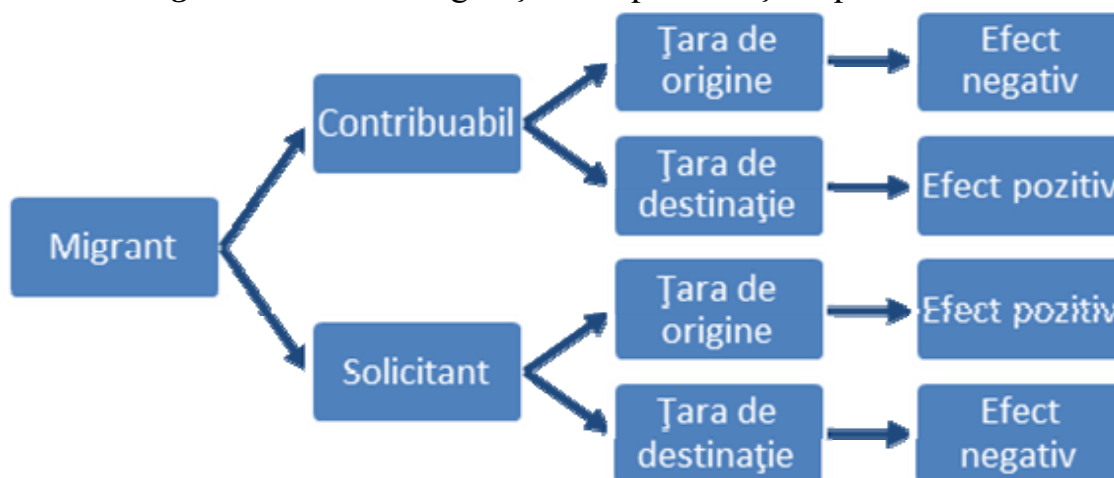 Migrant
Contribuabil
Ţara de
origine
Efect
negativ
Ţara de
destinaţie
Efect pozitiv
Solicitant
Ţara de
origine
Efect pozitiv
Ţara de
destinaţie
Efect
negativ